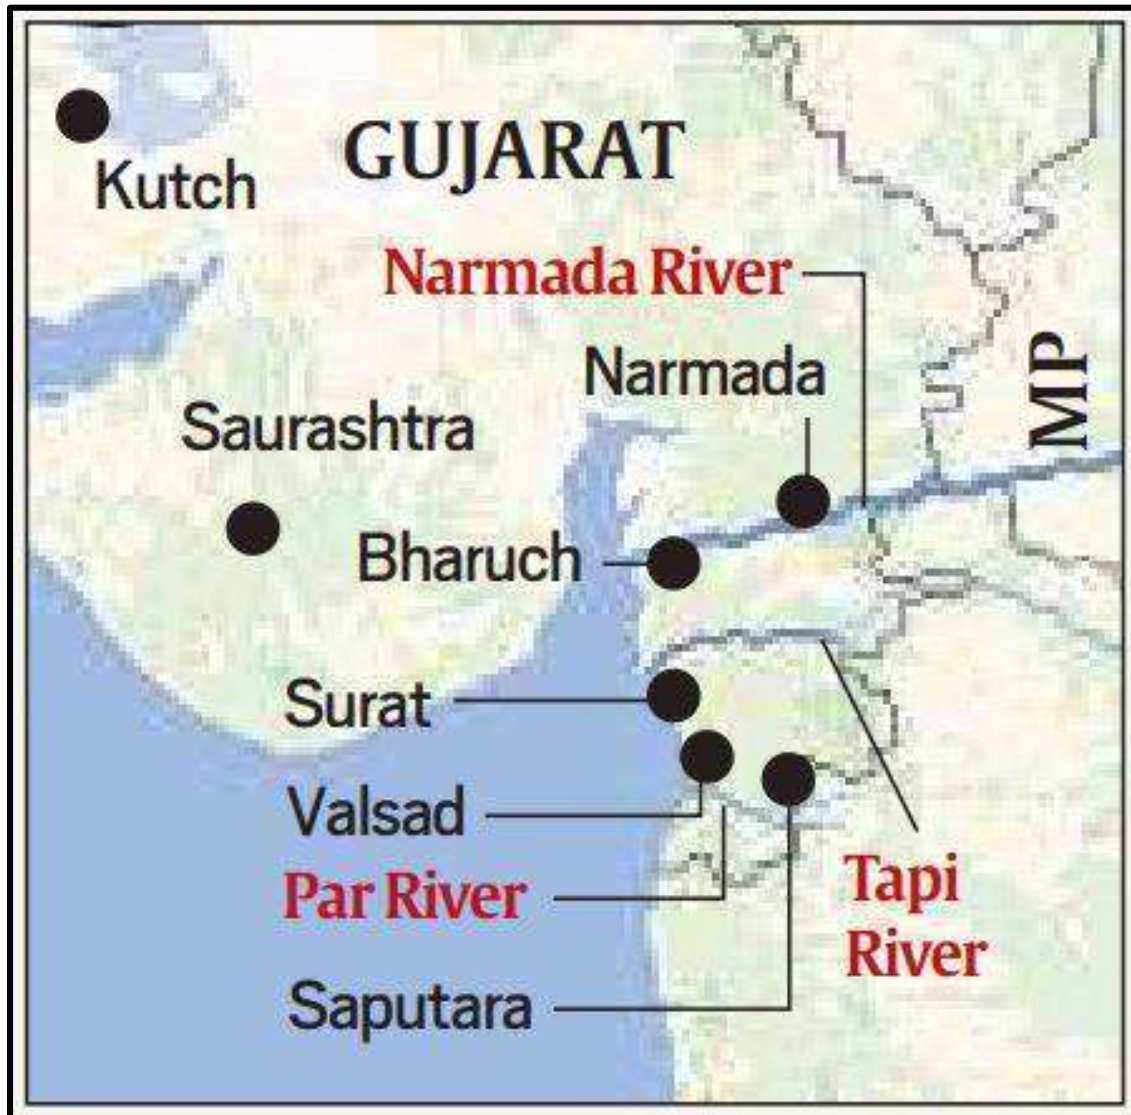 GUJARAT
Kutch
Narmada River
Narmada
MP
Saurashtra
Bharuch
Surat
Valsad
Par River
Tapi
River
Saputara